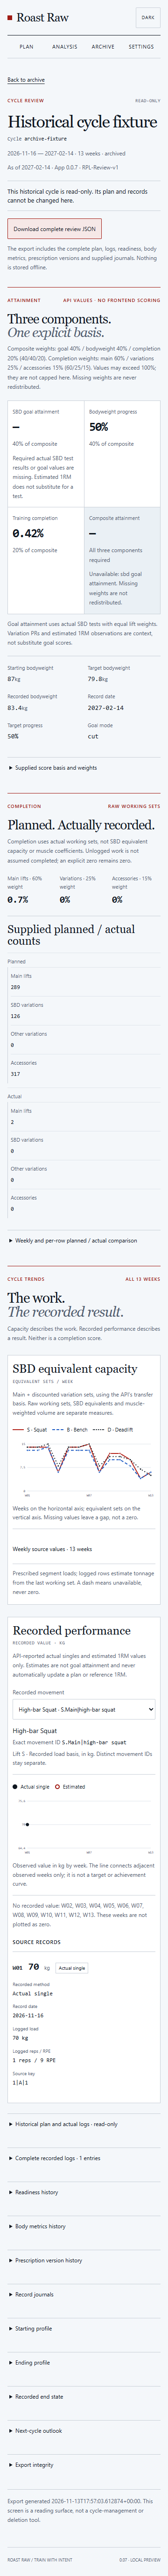 Roast Raw
DARK
PLAN ANALYSIS ARCHIVE SETTINGS
Back to archive
CYCLE REVIEW READ-ONLY
Historical cycle fixture
Cycle archive-fixture
2026-11-16 — 2027-02-14 · 13 weeks · archived
As of 2027-02-14 · App 0.0.7 · RPL-Review-v1
This historical cycle is read-only, its plan and records
cannot be changed here.
Download complete review JSON
The export includes the complete plan, logs, readiness, body
metrics, prescription versions and supplied journals. Nothing
is stored offline.
ATTAINMENT API VALUES · NO FRONTEND SCORING
Three components.
One explicit basis.
Composite weights: goal 40% / bodyweight 40% / completion
20% (40/40/20). Completion weights: main 60% / variations
25% / accessories 15% (60/25/15). Values may exceed 100%;
they are not capped here. Missing weights are never
redistributed.
SBD goal attainment
—
40% of composite
Required actual SBD test
results or goal values are
missing. Estimated 1RM
does not substitute for a
test.
Bodyweight progress
50%
40% of composite
Training completion
0.42%
20% of composite
Composite attainment
—
All three components
required
Unavailable: sbd goal
attainment. Missing
weights are not
redistributed.
Goal attainment uses actual SBD tests with equal lift weights.
Variation PRs and estimated 1RM observations are context,
not substitute goal scores.
Starting bodyweight
87kg
Target bodyweight
79.8kg
Recorded bodyweight
83.4kg
Record date
2027-02-14
Target progress
50%
Goal mode
cut
▶ Supplied score basis and weights
COMPLETION RAW WORKING SETS
Planned. Actually recorded.
Completion uses actual working sets, not SBD equivalent
capacity or muscle coefficients. Unlogged work is not
assumed completed; an explicit zero remains zero.
Main lifts · 60%
weight
0.7%
Variations · 25%
weight
0%
Accessories · 15%
weight
0%
Supplied planned / actual
counts
Planned
Main lifts
289
SBD variations
126
Other variations
0
Accessories
317
Actual
Main lifts
2
SBD variations
0
Other variations
0
Accessories
0
▶ Weekly and per-row planned / actual comparison
CYCLE TRENDS ALL 13 WEEKS
The work.
The recorded result.
Capacity describes the work. Recorded performance describes
a result. Neither is a completion score.
SBD equivalent capacity
EQUIVALENT SETS / WEEK
Main + discounted variation sets, using the API's transfer
basis. Raw working sets, SBD equivalents and muscle-
weighted volume are separate measures.
S · Squat B · Bench D · Deadlift
Weeks on the horizontal axis; equivalent sets on the
vertical axis. Missing values leave a gap, not a zero.
Weekly source values · 13 weeks
Prescribed segment loads; logged rows estimate tonnage
from the last working set. A dash means unavailable,
never zero.
Recorded performance
RECORDED VALUE · KG
API-reported actual singles and estimated 1RM values
only. Estimates are not goal attainment and never
automatically update a plan or reference 1RM.
Recorded movement
High-bar Squat · S.Main|high-bar squat
High-bar Squat
Exact movement ID S.Main|high-bar squat
Lift S · Recorded load basis, in kg. Distinct movement IDs
stay separate.
Actual single Estimated
Observed value in kg by week. The line connects adjacent
observed weeks only; it is not a target or achievement
curve.
No recorded value: W02, W03, W04, W05, W06, W07,
W08, W09, W10, W11, W12, W13. These weeks are not
plotted as zero.
SOURCE RECORDS
W01 70 kg Actual single
Recorded method
Actual single
Record date
2026-11-16
Logged load
70 kg
Logged reps / RPE
1 reps / 9 RPE
Source key
1|A|1
▶ Historical plan and actual logs · read-only
▶ Complete recorded logs · 1 entries
▶ Readiness history
▶ Body metrics history
▶ Prescription version history
▶ Record journals
▶ Starting profile
▶ Ending profile
▶ Recorded end state
▶ Next-cycle outlook
▶ Export integrity
Export generated 2026-11-13T17:57:03.612874+00:00. This
screen is a reading surface, not a cycle-management or
deletion tool.
ROAST RAW / TRAIN WITH INTENT 0.0.7 · LOCAL PREVIEW